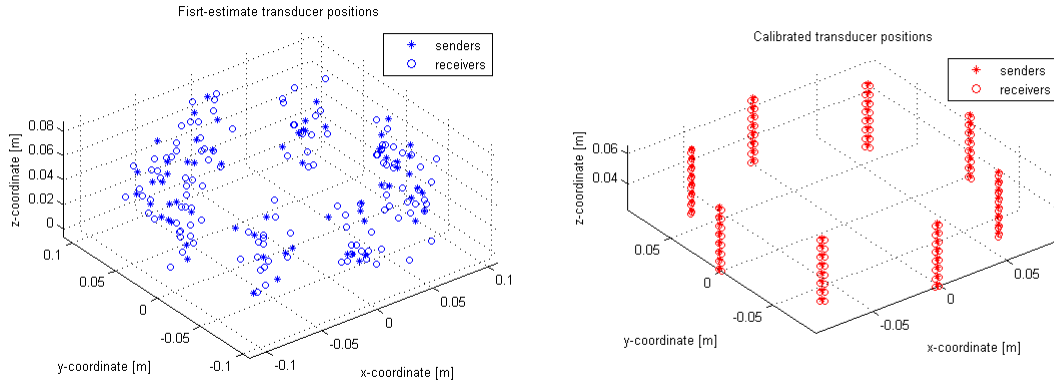 Fisrt-estimate transducer positions
senders
receivers
0.08
0.06
0.04
0.02
0
z-coordinate [m]
0.1
0.05
0
-0.05
-0.1
y-coordinate [m]
-0.1
-0.05
0
0.05
0.1
x-coordinate [m]
Calibrated transducer positions
senders
receivers
0.06
0.04
z-coordinate [m]
0.05
0
-0.05
y-coordinate [m]
-0.05
0
0.05
x-coordinate [m]